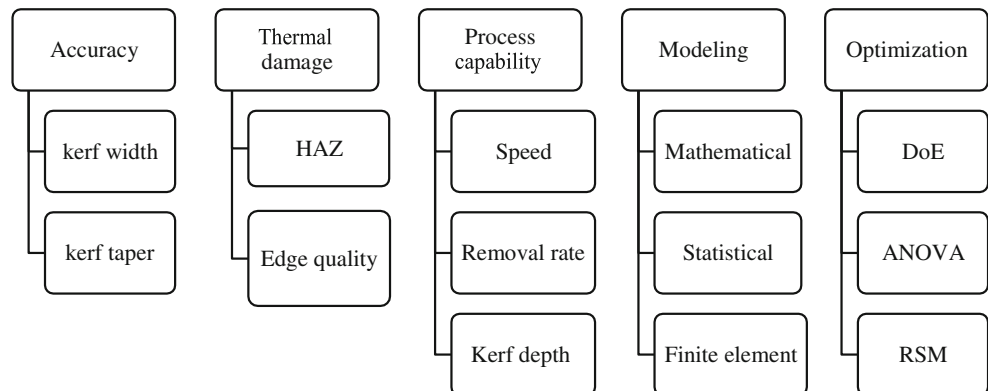 Accuracy
kerf width
kerf taper
Thermal
damage
HAZ
Edge quality
Process
capability
Speed
Removal rate
Kerf depth
Modeling
Mathematical
Statistical
Finite element
Optimization
DoE
ANOVA
RSM